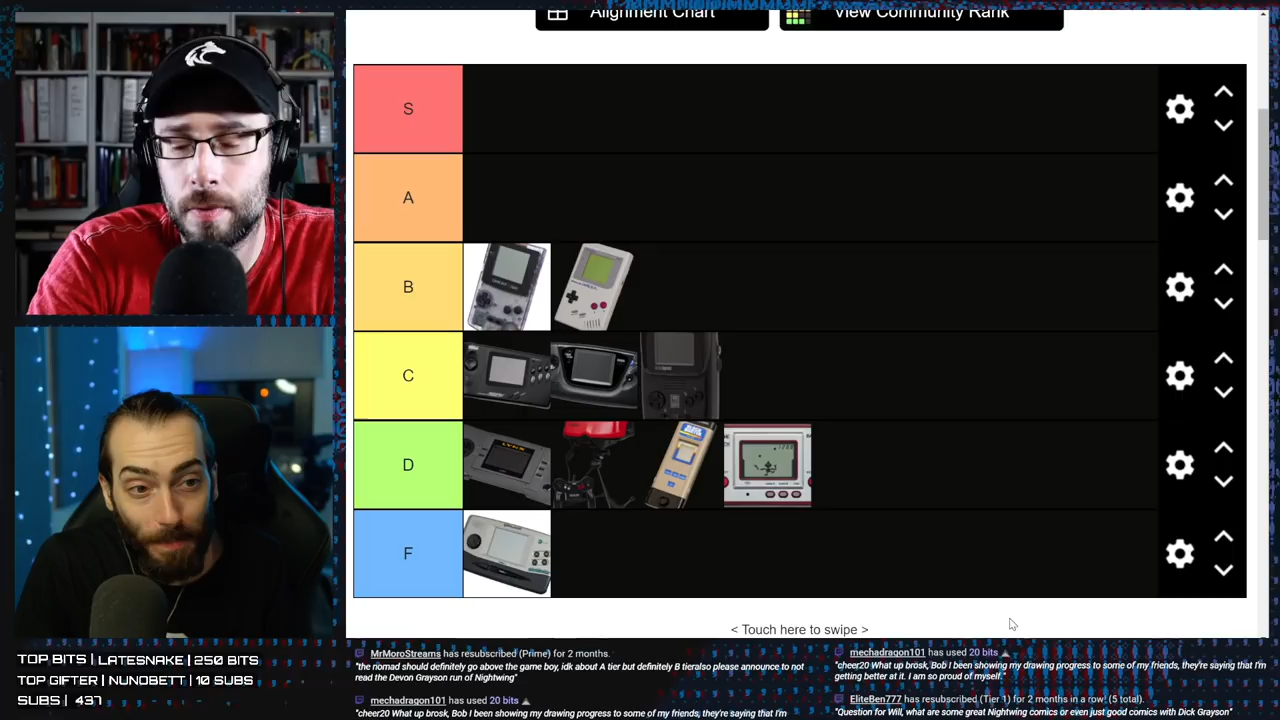 Alignment Chart
View Community Rank
S
A
B
C
D
F
< Touch here to swipe >
TOP BITS | LATESNAKE | 250 BITS
TOP GIFTER | NUNOBETT | 10 SUBS
SUBS | 437
MrMoroStreams has resubscribed (Prime) for 2 months.
"the nomad should definitely go above the game boy, idk about A tier but definitely B tieralso please announce to not
read the Devon Grayson run of Nightwing"
mechadragon101 has used 20 bits
"cheer20 What up brosk, Bob I been showing my drawing progress to some of my friends, they're saying that I'm
mechadragon101 has used 20 bits
"cheer20 What up brosk, Bob I been showing my drawing progress to some of my friends, they're saying that I'm
getting better at it. I am so proud of myself."
EliteBen777 has resubscribed (Tier 1) for 2 months in a row! (5 total).
"Question for Will, what are some great Nightwing comics or even just good comics with Dick Grayson"